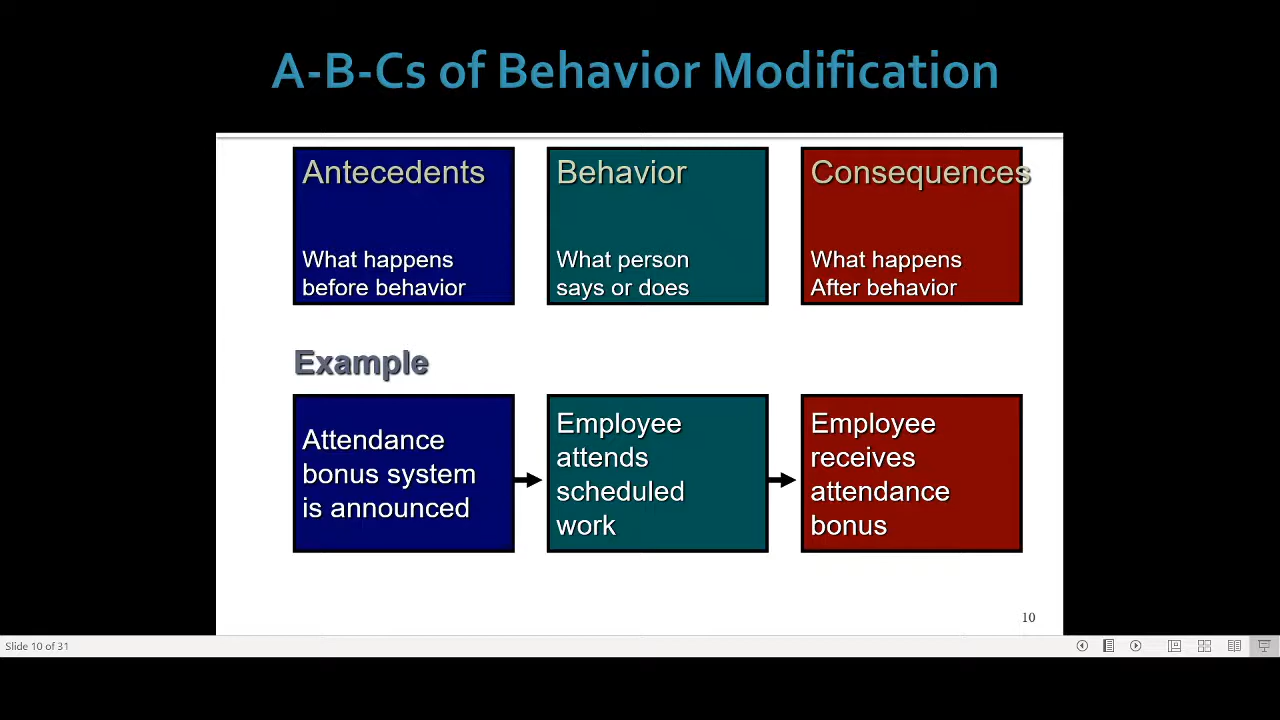 A-B-Cs of Behavior Modification
Antecedents
What happens
before behavior
Behavior
What person
says or does
Consequences
What happens
After behavior
Example
Attendance
bonus system
is announced
Employee
attends
scheduled
work
Employee
receives
attendance
bonus
10
Slide 10 of 31